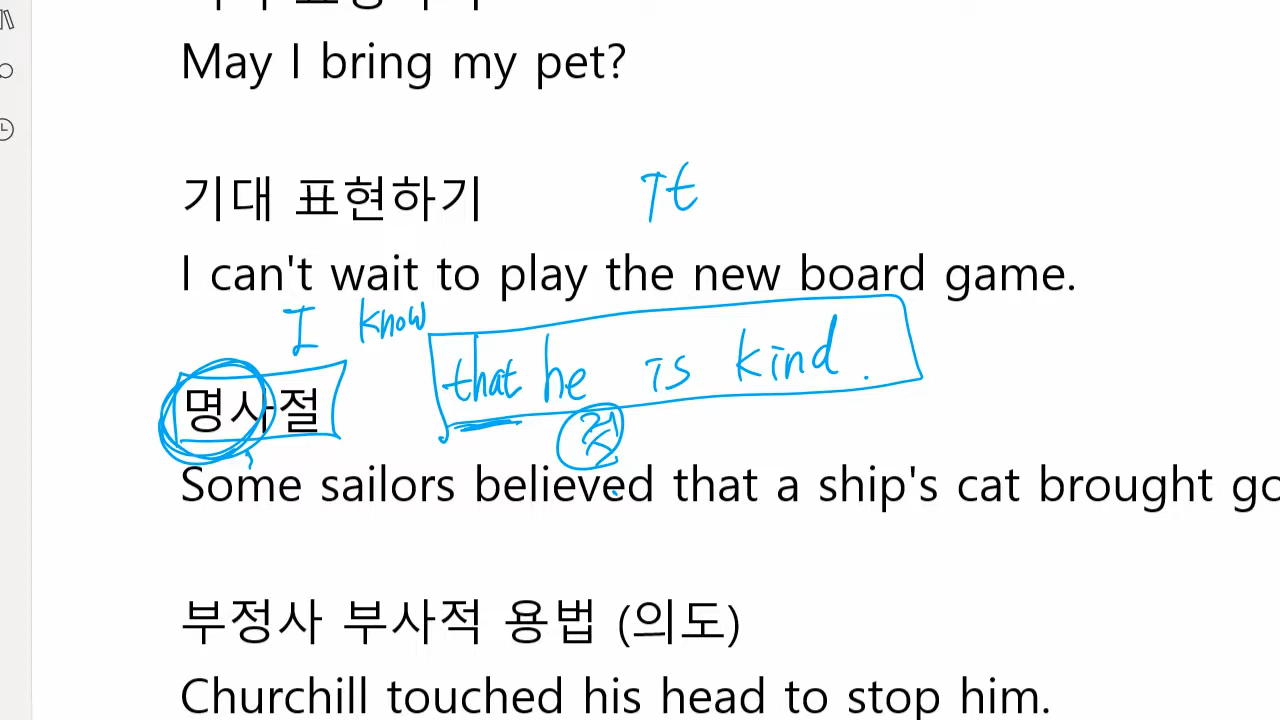 May I bring my pet?
기대 표현하기
It
I can't wait to play the new board game.
I know
that he is kind.
명사절
것
Some sailors believed that a ship's cat brought go
부정사 부사적 용법 (의도)
Churchill touched his head to stop him.